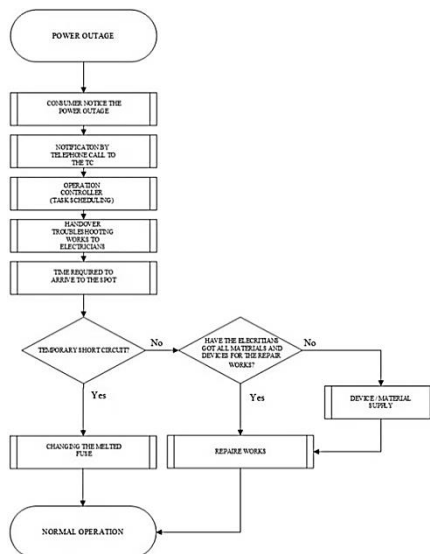 POWER OUTAGE
CONSUMER NOTICE THE
POWER OUTAGE
NOTIFICATON BY
TELEPHONE CALL TO
THE TC
OPERATION
CONTROLLER
(TASK SCHEDULING)
HANDOVER
TROUBLESHOOTING
WORKS TO
ELECTRICIANS
TIME REQUIRED TO
ARRIVE TO THE SPOT
TEMPORARY SHORT CIRCUIT?
No
HAVE THE ELECRITIANS
GOT ALL MATERIALS AND
DEVICES FOR THE REPAIR
WORKS?
No
Yes
Yes
DEVICE / MATERIAL
SUPPLY
CHANGING THE MELTED
FUSE
REPAIRE WORKS
NORMAL OPERATION